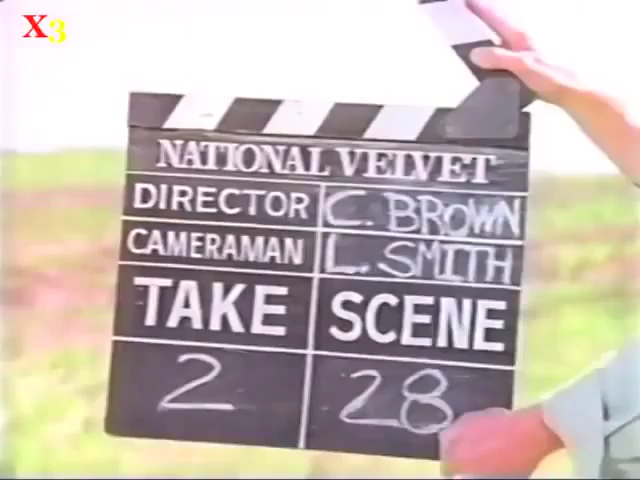 X3
NATIONAL VELVET
DIRECTOR C. BROWN
CAMERAMAN L. SMITH
TAKE SCENE
2 28